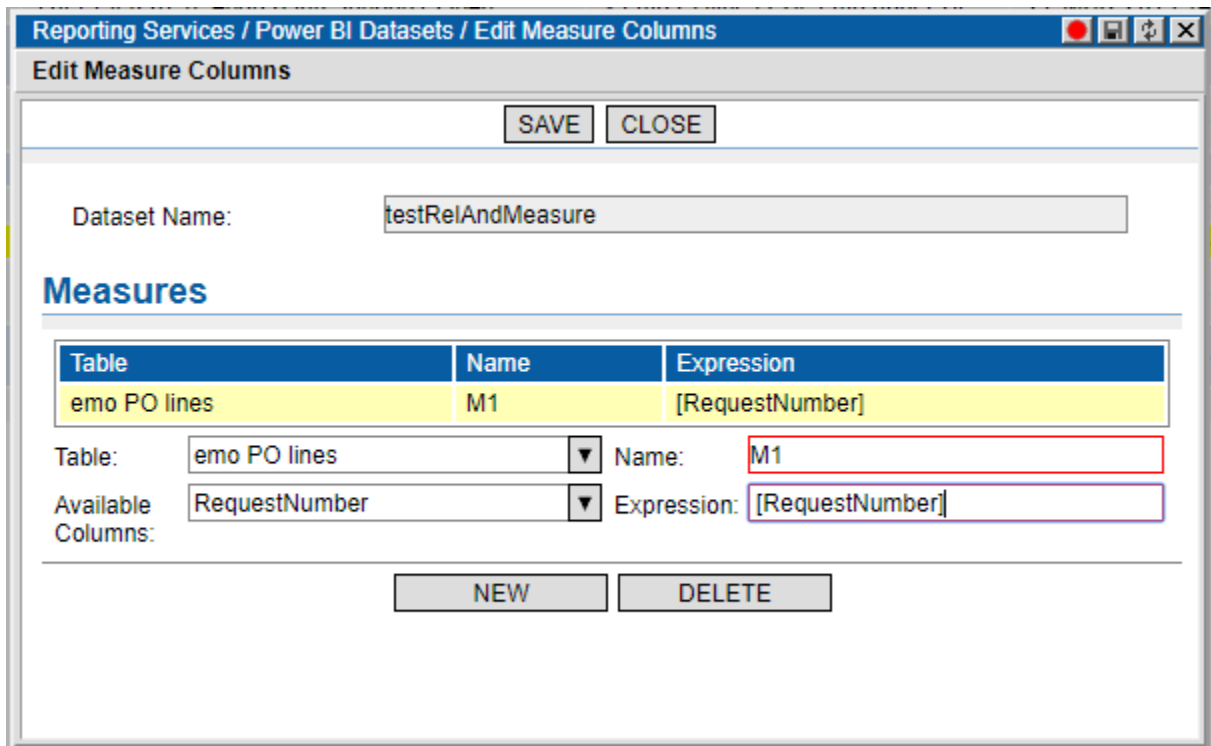 Reporting Services / Power BI Datasets / Edit Measure Columns
Edit Measure Columns
SAVE CLOSE
Dataset Name: testRelAndMeasure
Measures
Table Name Expression
emo PO lines M1 [RequestNumber]
Table: emo PO lines Name: M1
Available Columns: RequestNumber Expression: [RequestNumber]
NEW DELETE